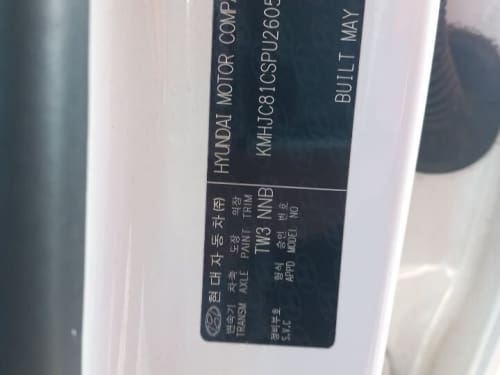 현대자동차(주) HYUNDAI MOTOR COMP
변속기 차축 도장 의장
TRANSM AXLE PAINT TRIM
TW3 NNB KMHJC81CSPU2605
형식 승인 번호
APPD MODEL NO
정비부호
S.V.C
BUILT MAY